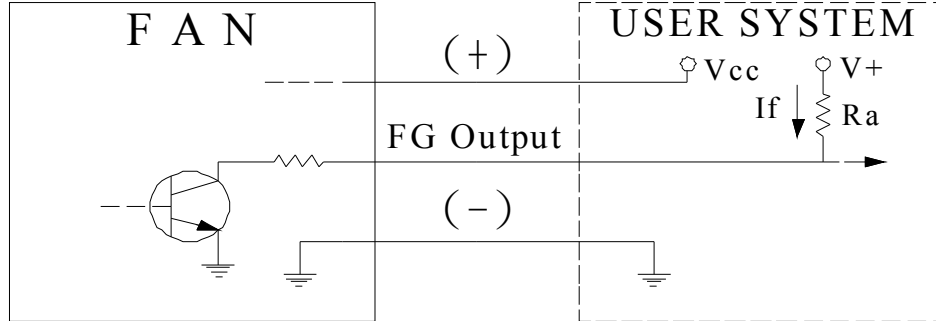 F A N
USER SYSTEM
(+)
Vcc
V+
If
Ra
FG Output
(-)